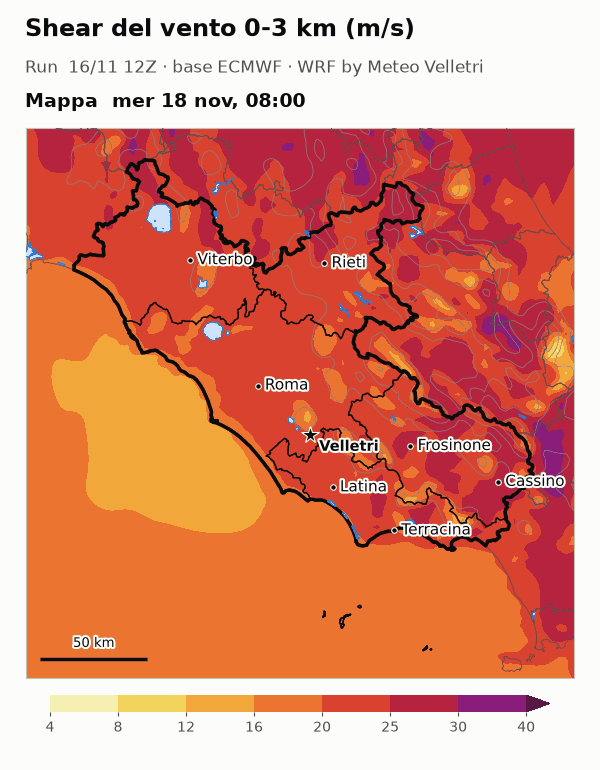 Shear del vento 0-3 km (m/s)
Run 16/11 12Z · base ECMWF · WRF by Meteo Velletri
Mappa mer 18 nov, 08:00
Viterbo
Rieti
Roma
Velletri
Frosinone
Latina
Cassino
Terracina
50 km
4 8 12 16 20 25 30 40